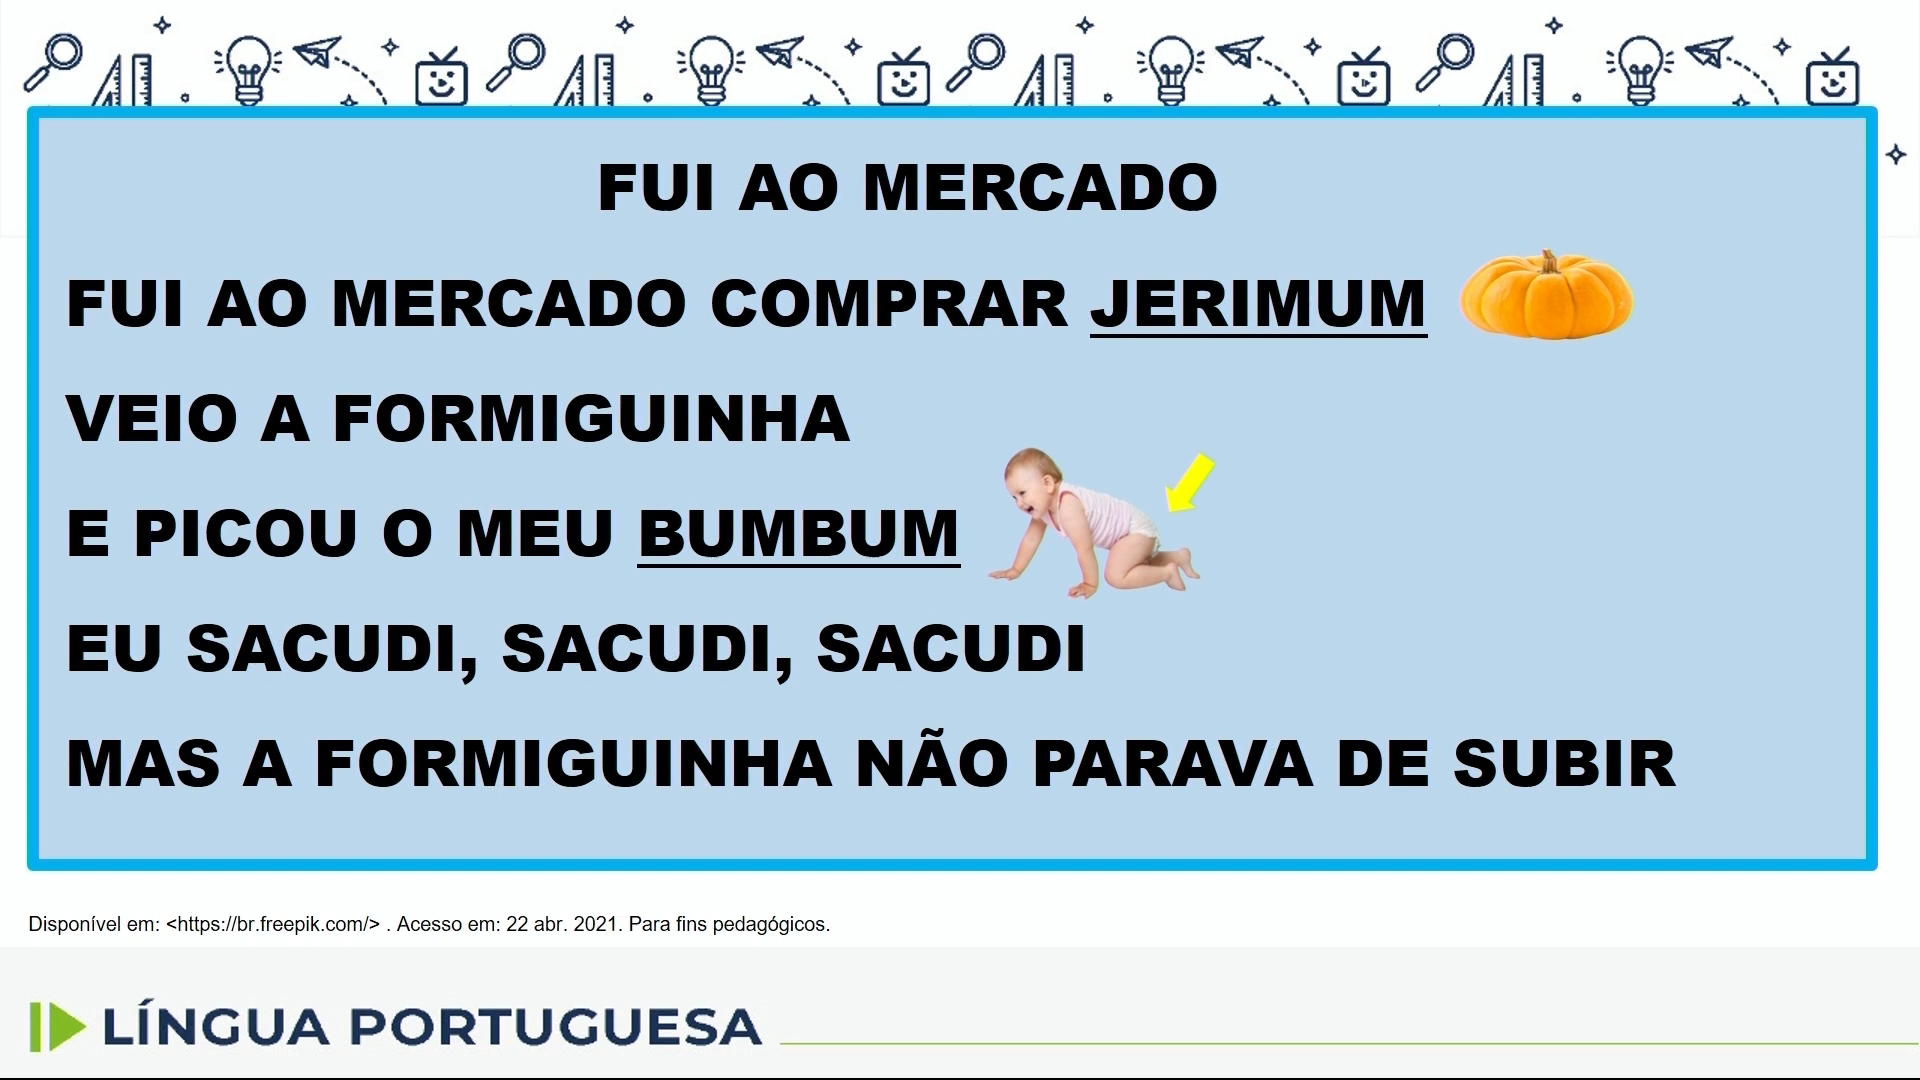 FUI AO MERCADO
FUI AO MERCADO COMPRAR JERIMUM
VEIO A FORMIGUINHA
E PICOU O MEU BUMBUM
EU SACUDI, SACUDI, SACUDI
MAS A FORMIGUINHA NÃO PARAVA DE SUBIR
Disponível em: <https://br.freepik.com/> . Acesso em: 22 abr. 2021. Para fins pedagógicos.
LÍNGUA PORTUGUESA